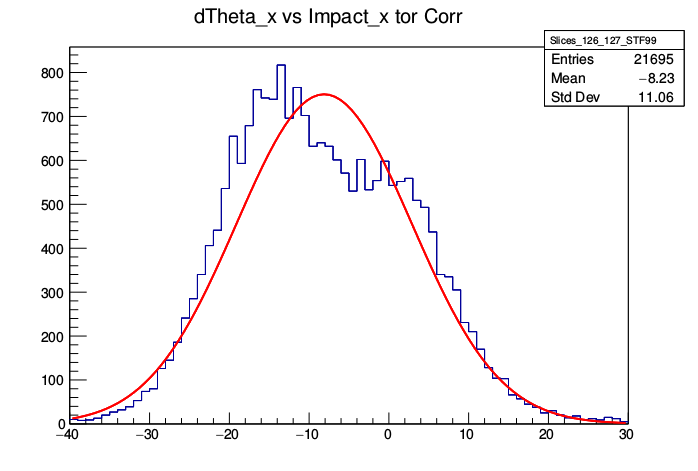 dTheta_x vs Impact_x tor Corr
Slices_126_127_STF99
Entries 21695
Mean −8.23
Std Dev 11.06
800
700
600
500
400
300
200
100
0
−40 −30 −20 −10 0 10 20 30